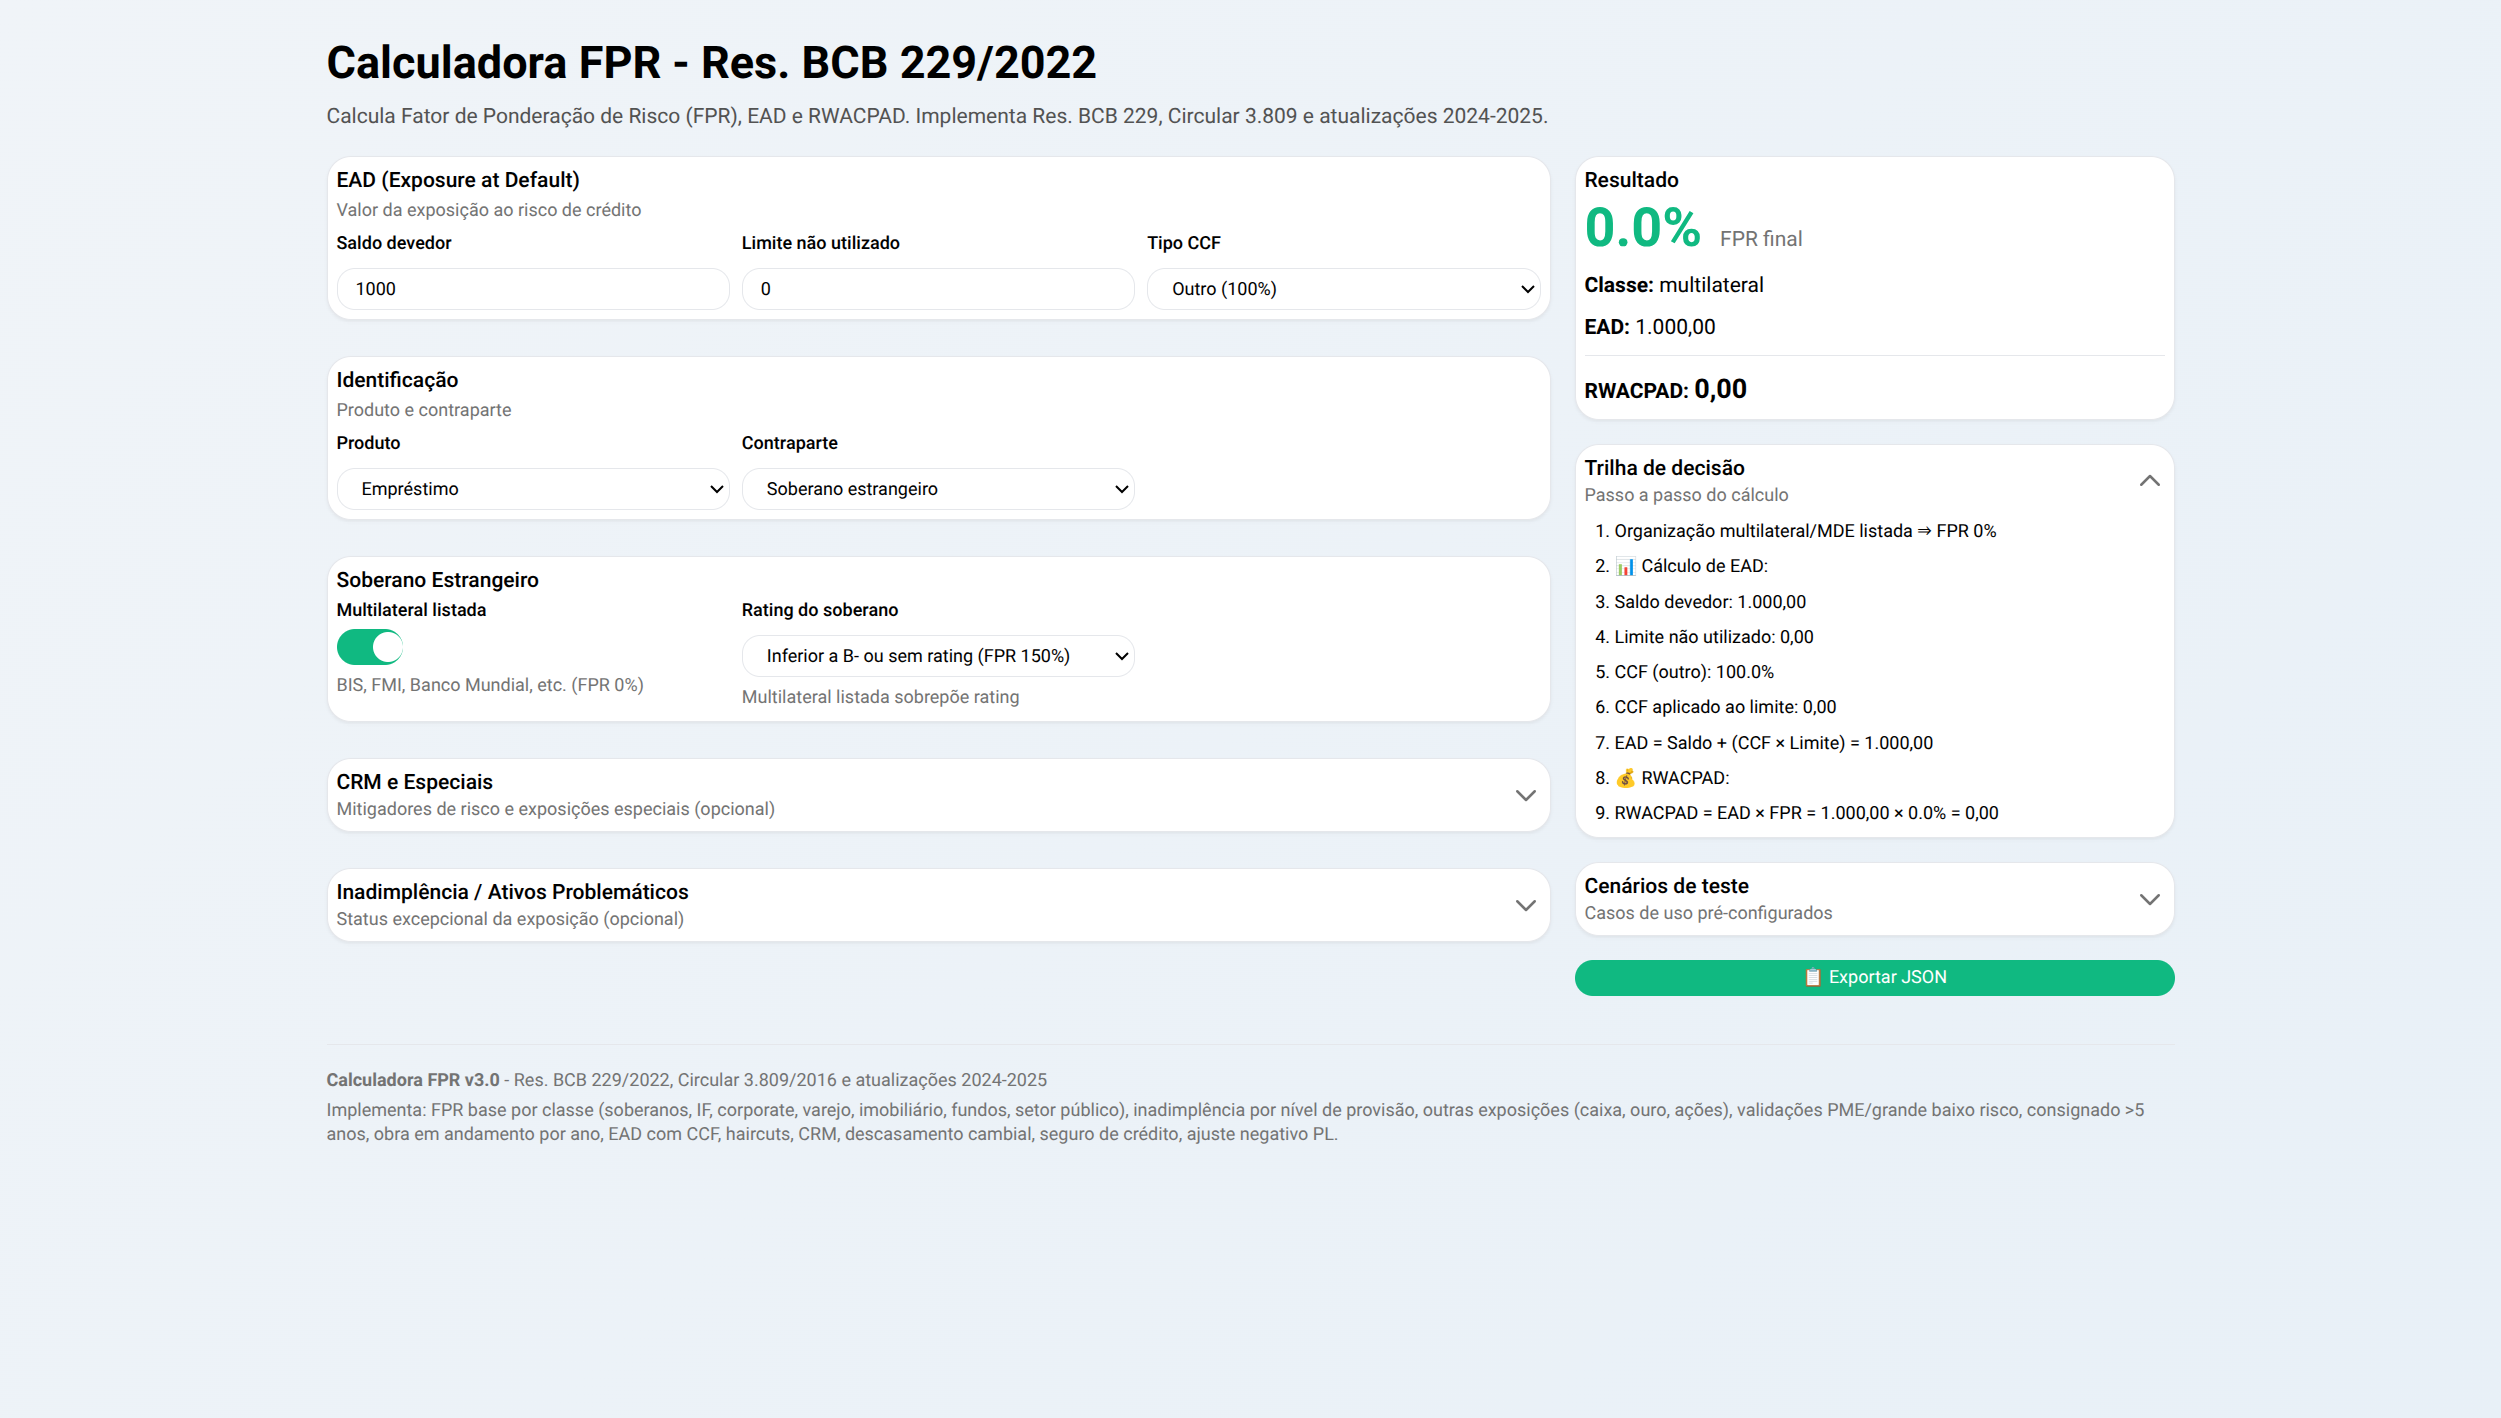 Calculadora FPR - Res. BCB 229/2022
Calcula Fator de Ponderação de Risco (FPR), EAD e RWACPAD. Implementa Res. BCB 229, Circular 3.809 e atualizações 2024-2025.
EAD (Exposure at Default)
Valor da exposição ao risco de crédito
Saldo devedor
Limite não utilizado
Tipo CCF
1000
0
Outro (100%)
Identificação
Produto e contraparte
Produto
Contraparte
Empréstimo
Soberano estrangeiro
Soberano Estrangeiro
Multilateral listada
Rating do soberano
Inferior a B- ou sem rating (FPR 150%)
BIS, FMI, Banco Mundial, etc. (FPR 0%)
Multilateral listada sobrepõe rating
CRM e Especiais
Mitigadores de risco e exposições especiais (opcional)
Inadimplência / Ativos Problemáticos
Status excepcional da exposição (opcional)
Resultado
0.0% FPR final
Classe: multilateral
EAD: 1.000,00
RWACPAD: 0,00
Trilha de decisão
Passo a passo do cálculo
1. Organização multilateral/MDE listada ⇒ FPR 0%
2. 📊 Cálculo de EAD:
3. Saldo devedor: 1.000,00
4. Limite não utilizado: 0,00
5. CCF (outro): 100.0%
6. CCF aplicado ao limite: 0,00
7. EAD = Saldo + (CCF × Limite) = 1.000,00
8. 💰 RWACPAD:
9. RWACPAD = EAD × FPR = 1.000,00 × 0.0% = 0,00
Cenários de teste
Casos de uso pré-configurados
📋 Exportar JSON
Calculadora FPR v3.0 - Res. BCB 229/2022, Circular 3.809/2016 e atualizações 2024-2025
Implementa: FPR base por classe (soberanos, IF, corporate, varejo, imobiliário, fundos, setor público), inadimplência por nível de provisão, outras exposições (caixa, ouro, ações), validações PME/grande baixo risco, consignado >5
anos, obra em andamento por ano, EAD com CCF, haircuts, CRM, descasamento cambial, seguro de crédito, ajuste negativo PL.